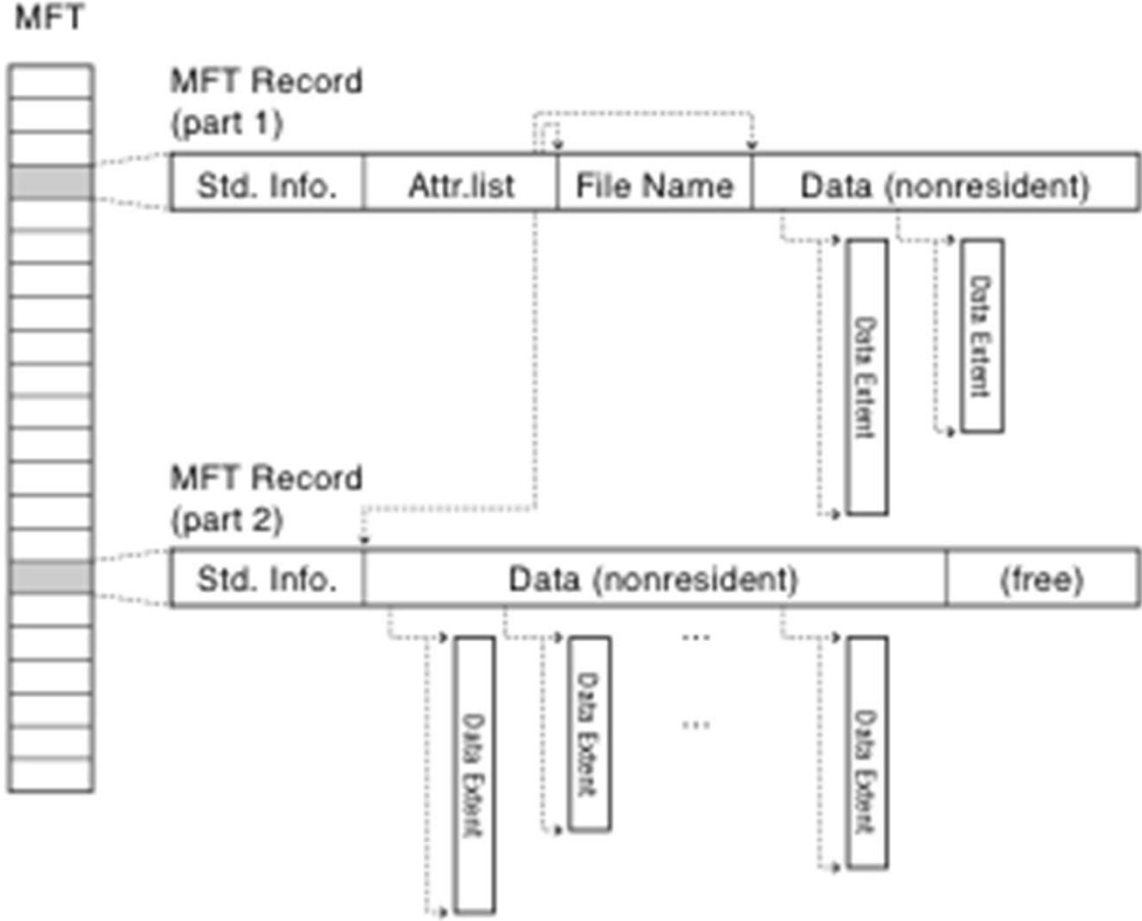 MFT
MFT Record
(part 1)
Std. Info.
Attr.list
File Name
Data (nonresident)
Data Extent
Data Extent
MFT Record
(part 2)
Std. Info.
Data (nonresident)
(free)
...
...
Data Extent
Data Extent
Data Extent